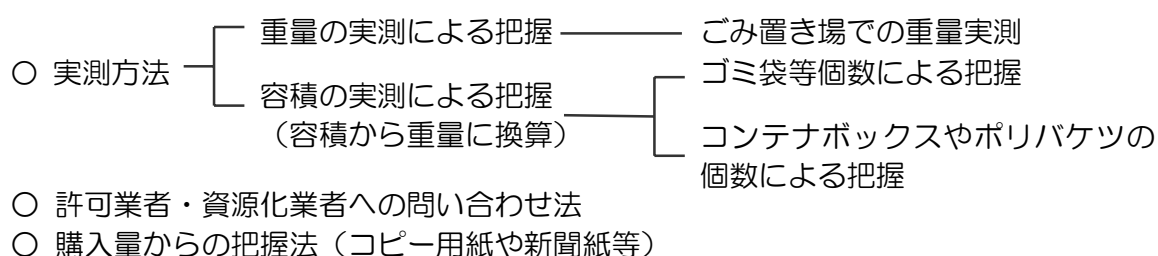 ○ 実測方法
重量の実測による把握
ごみ置き場での重量実測
容積の実測による把握
（容積から重量に換算）
ゴミ袋等個数による把握
コンテナボックスやポリバケツの
個数による把握
○ 許可業者・資源化業者への問い合わせ法
○ 購入量からの把握法（コピー用紙や新聞紙等）